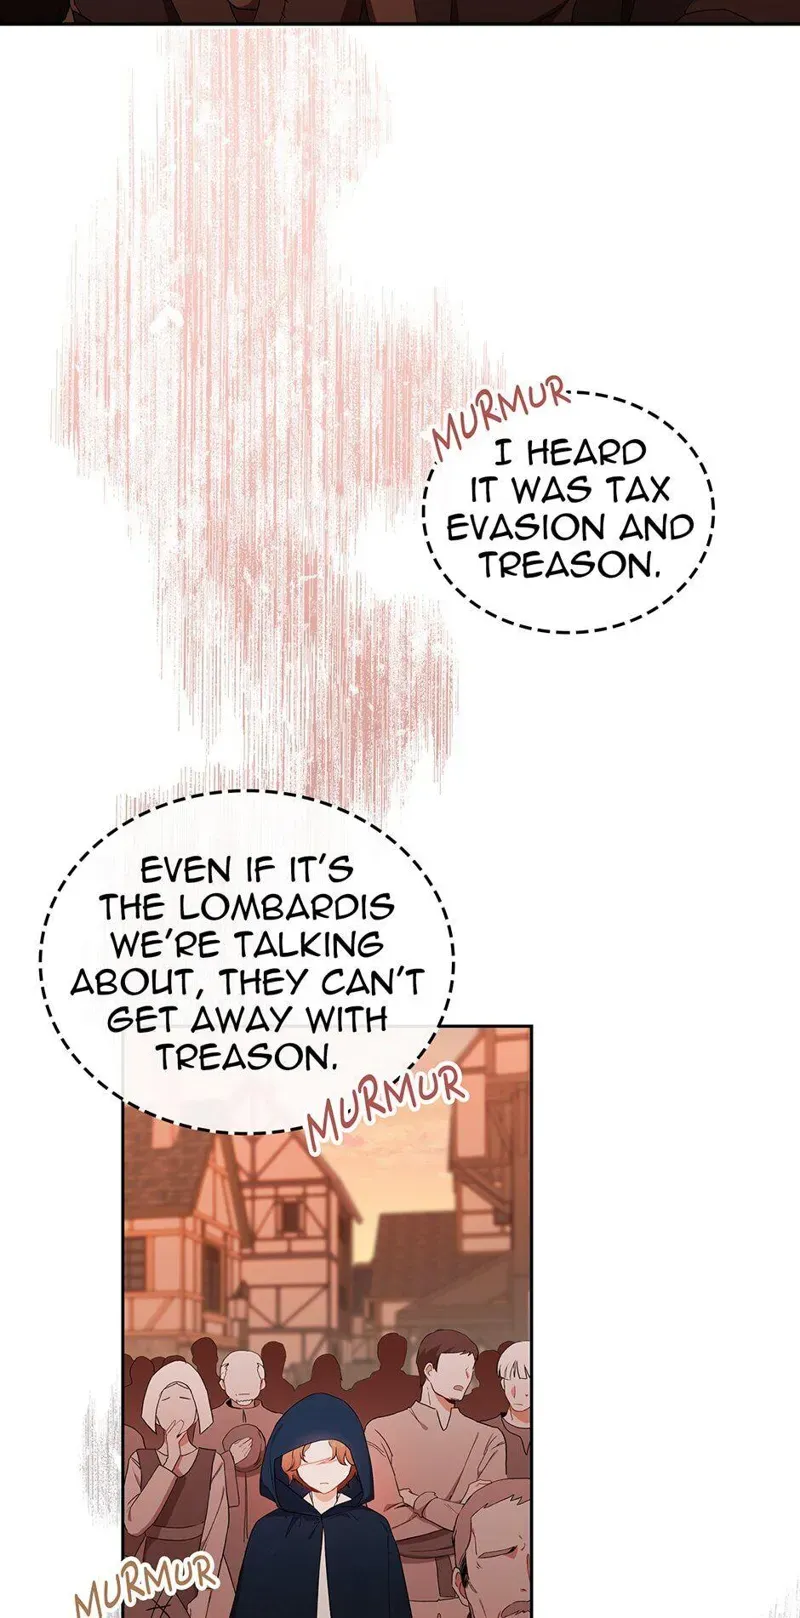 MURMUR
I HEARD
IT WAS TAX
EVASION AND
TREASON.
EVEN IF IT'S
THE LOMBARDIS
WE'RE TALKING
ABOUT, THEY CAN'T
GET AWAY WITH
TREASON.
MURMUR
MURMUR